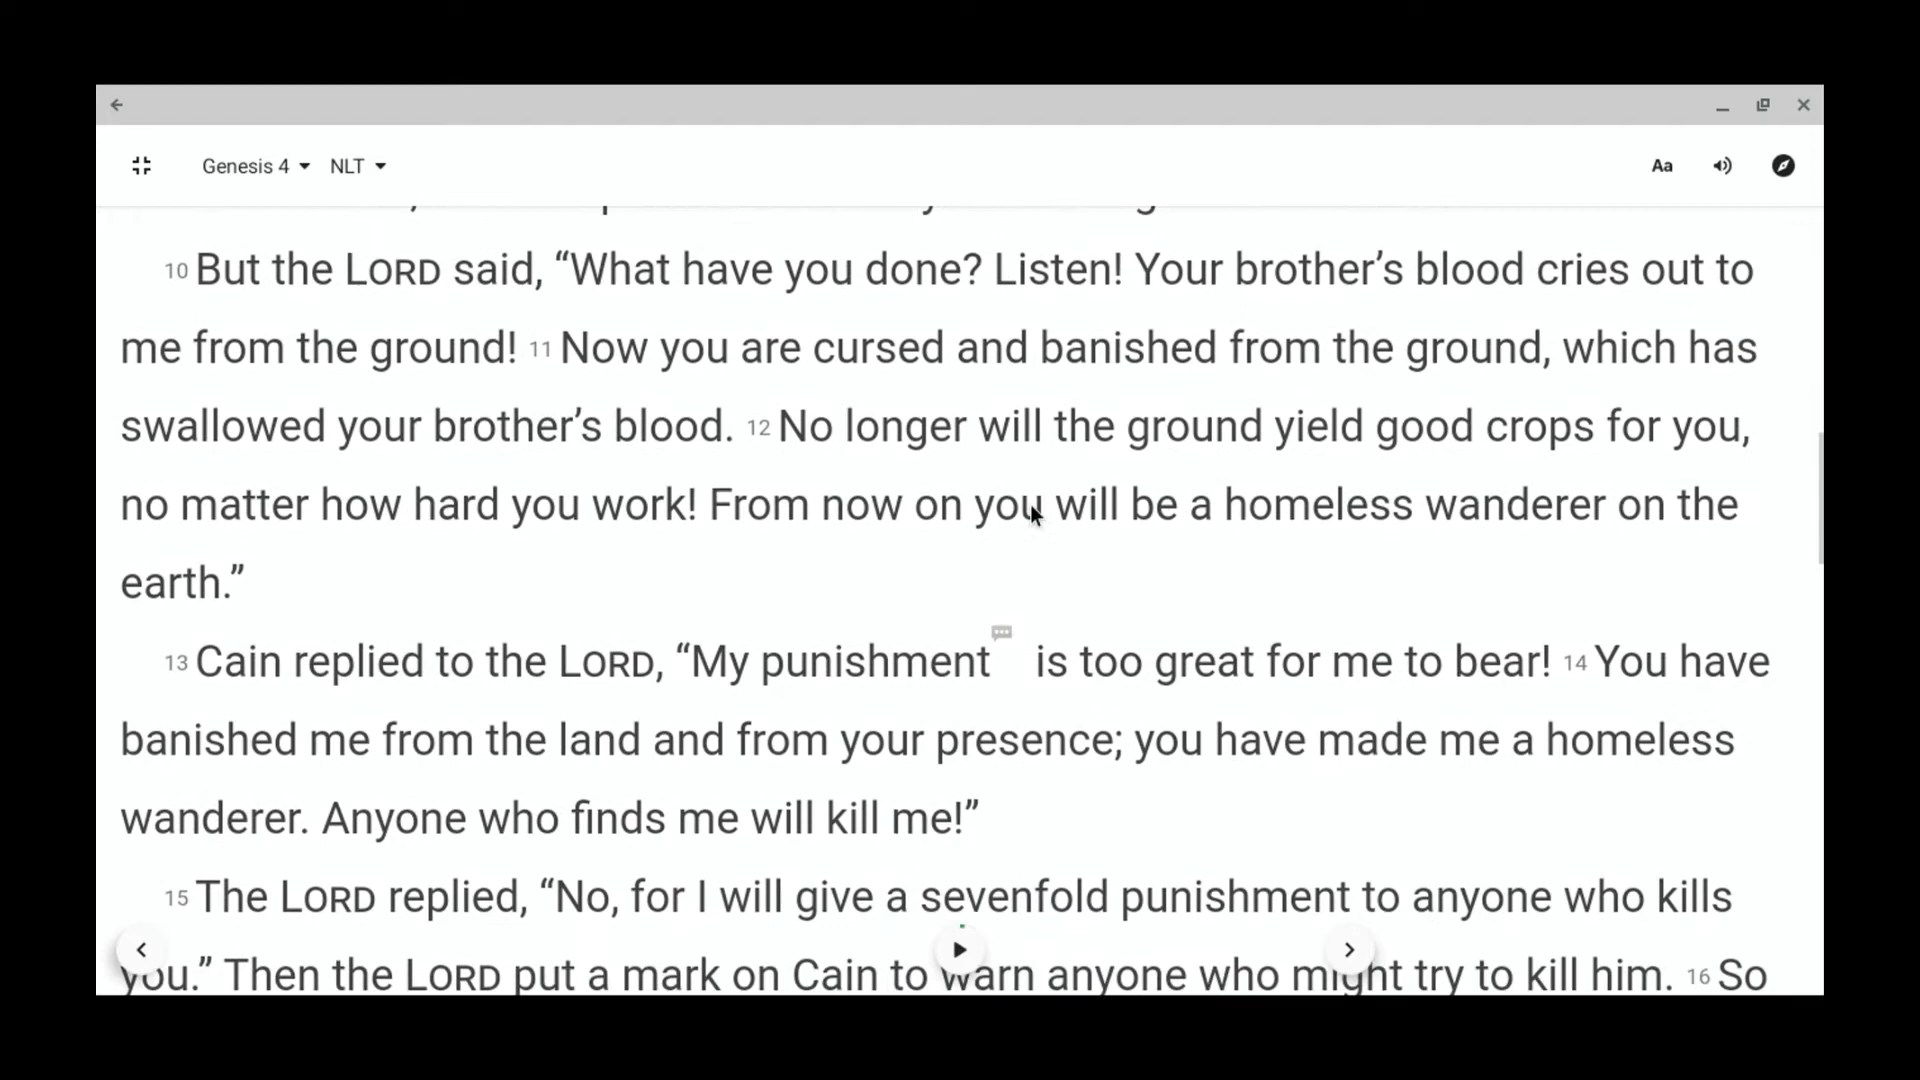 Genesis 4 NLT Aa
10 But the LORD said, “What have you done? Listen! Your brother’s blood cries out to
me from the ground! 11 Now you are cursed and banished from the ground, which has
swallowed your brother’s blood. 12 No longer will the ground yield good crops for you,
no matter how hard you work! From now on you will be a homeless wanderer on the
earth.”
13 Cain replied to the LORD, “My punishment is too great for me to bear! 14 You have
banished me from the land and from your presence; you have made me a homeless
wanderer. Anyone who finds me will kill me!”
15 The LORD replied, “No, for I will give a sevenfold punishment to anyone who kills
you.” Then the LORD put a mark on Cain to warn anyone who might try to kill him. 16 So